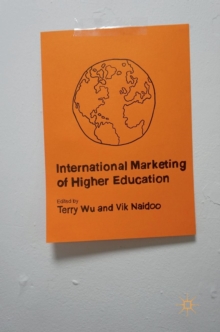 International Marketing
of Higher Education
Edited by
Terry Wu and Vik Naidoo